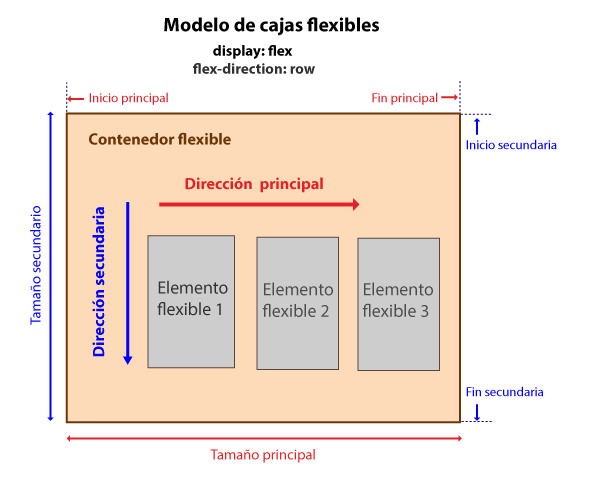 Modelo de cajas flexibles
display: flex
flex-direction: row
Inicio principal
Fin principal
Contenedor flexible
Inicio secundaria
Dirección principal
Tamaño secundario
Dirección secundaria
Elemento
flexible 1
Elemento
flexible 2
Elemento
flexible 3
Fin secundaria
Tamaño principal